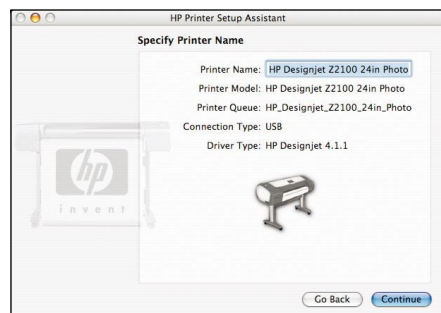 HP Printer Setup Assistant
Specify Printer Name
Printer Name: HP Designjet Z2100 24in Photo
Printer Model: HP Designjet Z2100 24in Photo
Printer Queue: HP_Designjet_Z2100_24in_Photo
Connection Type: USB
Driver Type: HP Designjet 4.1.1
hp
invent
Go Back
Continue